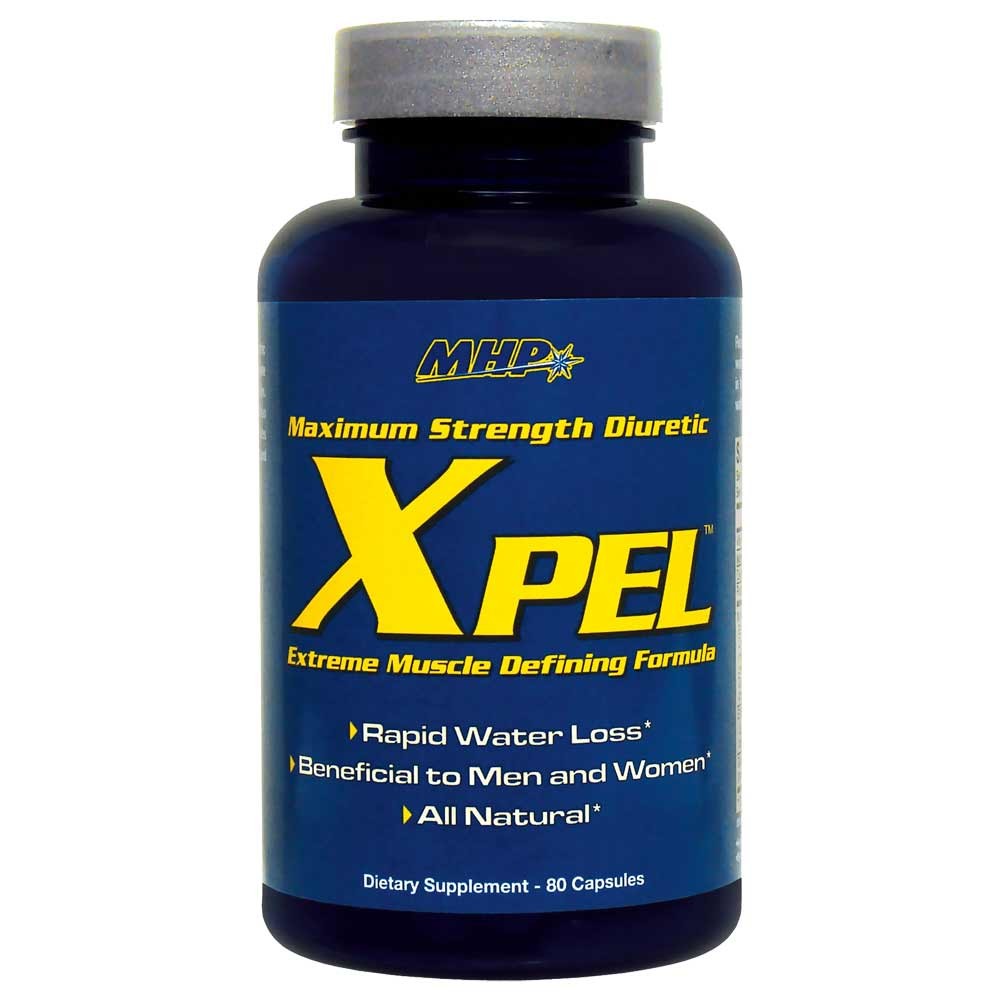 MHP
Maximum Strength Diuretic
XPEL™
Extreme Muscle Defining Formula
Rapid Water Loss*
Beneficial to Men and Women*
All Natural*
Dietary Supplement - 80 Capsules